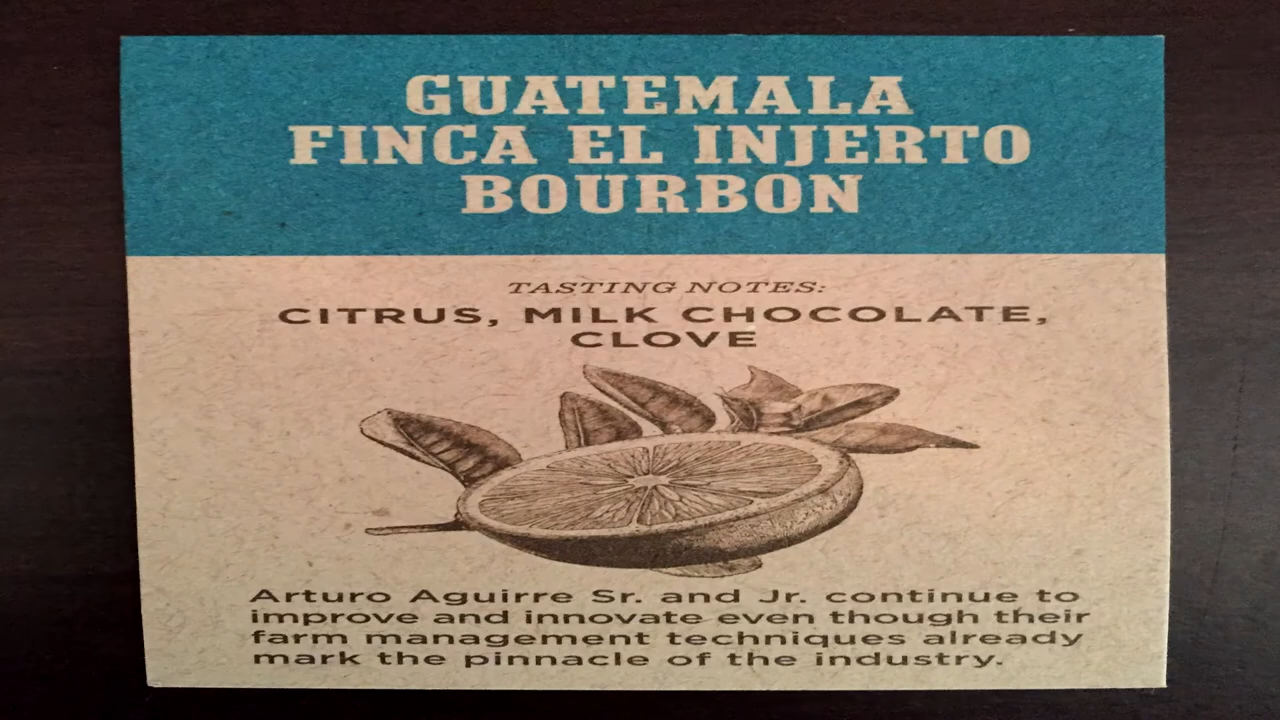 GUATEMALA
FINCA EL INJERTO
BOURBON
TASTING NOTES:
CITRUS, MILK CHOCOLATE,
CLOVE
Arturo Aguirre Sr. and Jr. continue to
improve and innovate even though their
farm management techniques already
mark the pinnacle of the industry.